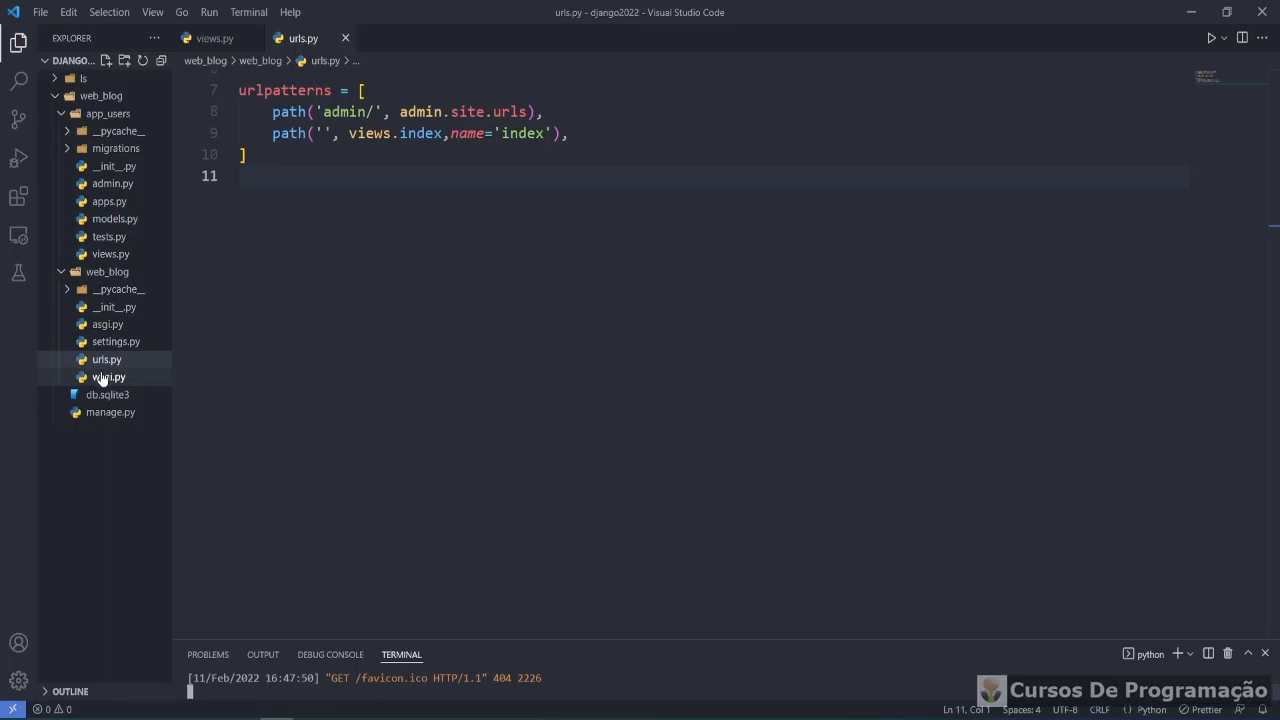 File Edit Selection View Go Run Terminal Help
urls.py - django2022 - Visual Studio Code
EXPLORER
views.py
urls.py
DJANGO...
web_blog > web_blog > urls.py > ...
ls
web_blog
app_users
__pycache__
migrations
__init__.py
admin.py
apps.py
models.py
tests.py
views.py
web_blog
__pycache__
__init__.py
asgi.py
settings.py
urls.py
db.sqlite3
manage.py
OUTLINE
7 urlpatterns = [
8 path('admin/', admin.site.urls),
9 path('', views.index,name='index'),
10 ]
11
PROBLEMS OUTPUT DEBUG CONSOLE TERMINAL
python
[11/Feb/2022 16:47:50] "GET /favicon.ico HTTP/1.1" 404 2226
Cursos De Programação
0 0
Ln 11, Col 1 Spaces: 4 UTF-8 CRLF Python Prettier